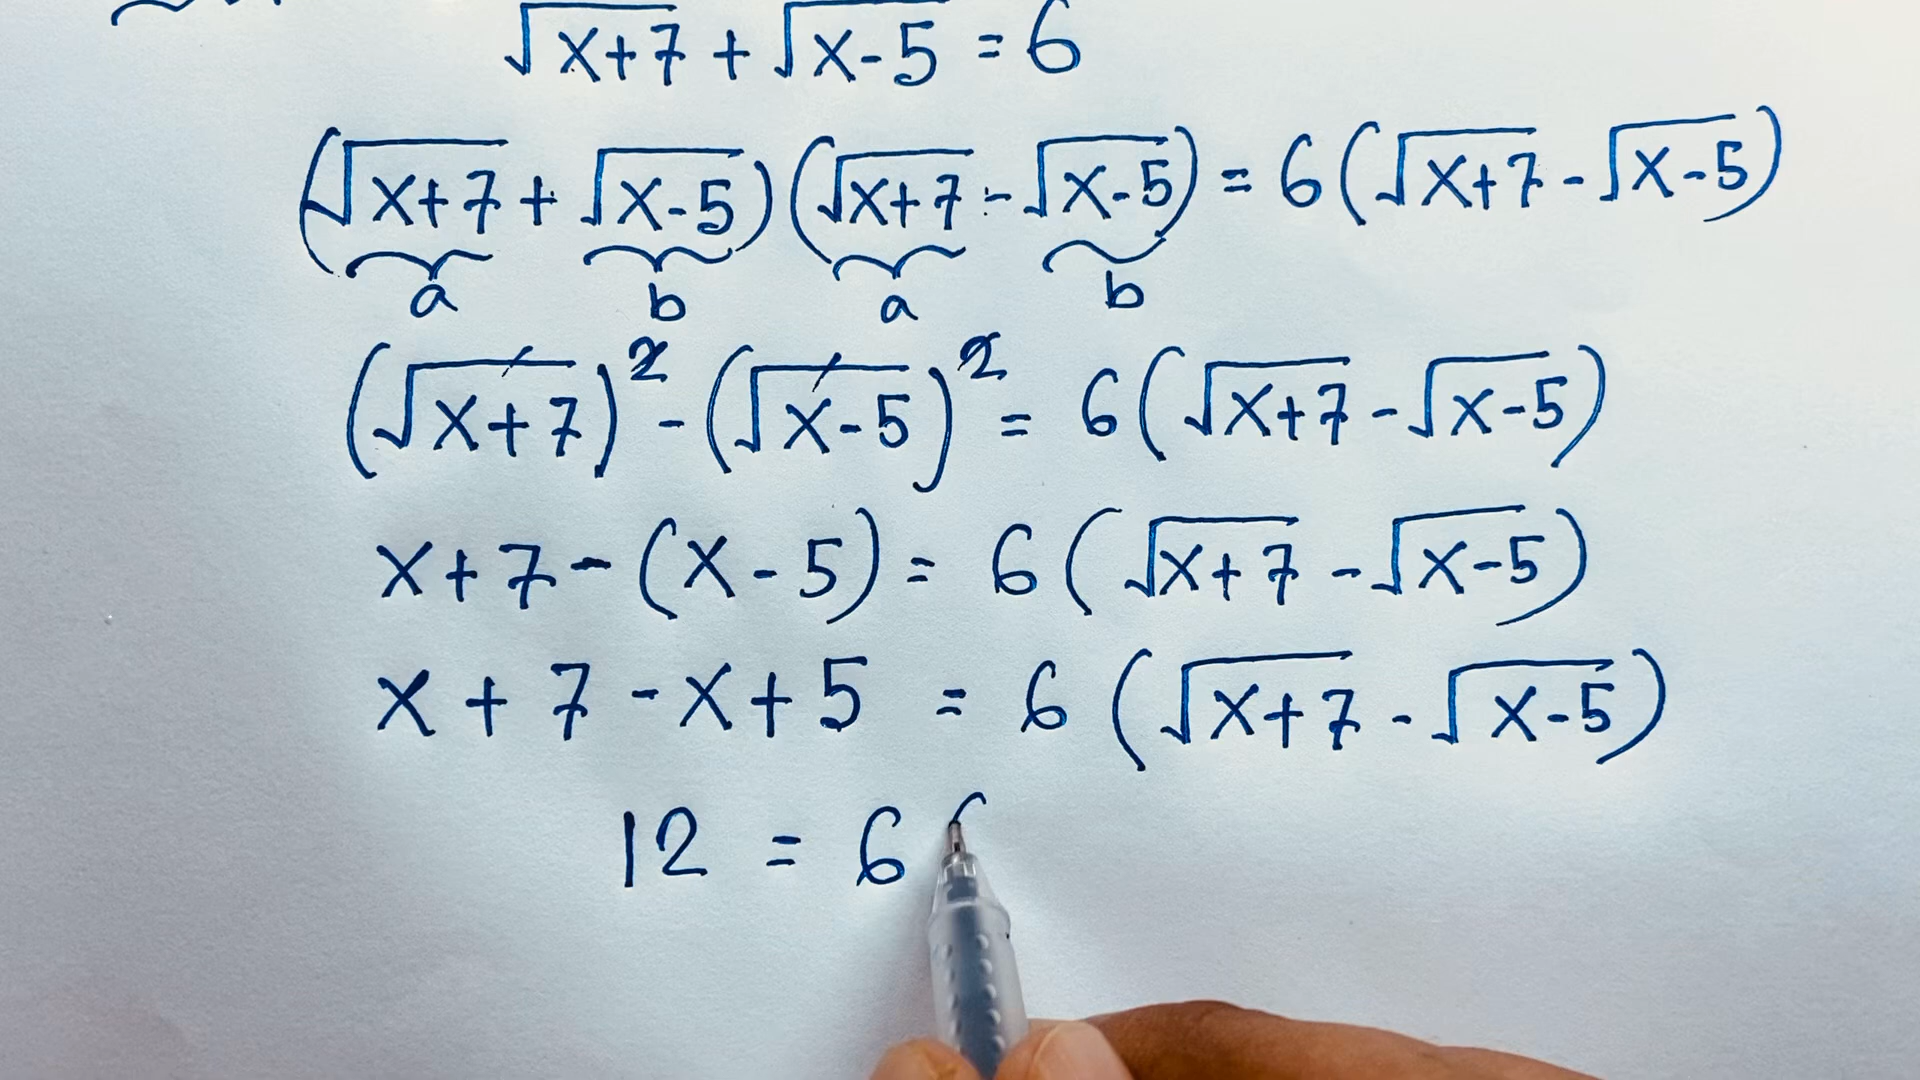 √x+7 + √x-5 = 6
(√x+7 + √x-5)(√x+7 - √x-5) = 6(√x+7 - √x-5)
a b a b
(√x+7)² - (√x-5)² = 6(√x+7 - √x-5)
x+7-(x-5) = 6(√x+7 - √x-5)
x+7-x+5 = 6(√x+7 - √x-5)
12 = 6(